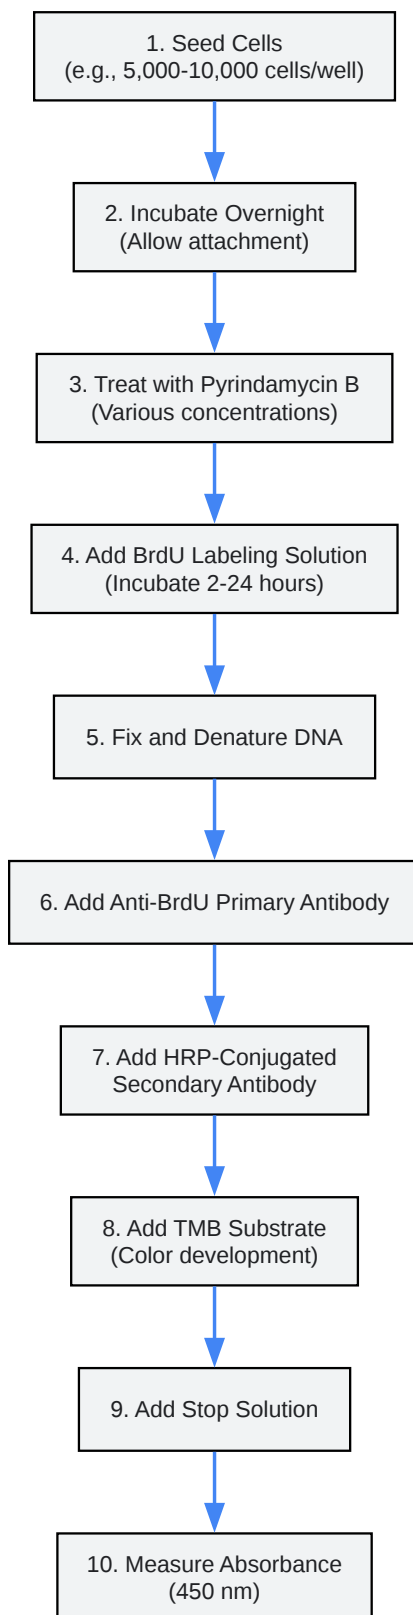 1. Seed Cells
(e.g., 5,000-10,000 cells/well)
2. Incubate Overnight
(Allow attachment)
3. Treat with Pyrindamycin B
(Various concentrations)
4. Add BrdU Labeling Solution
(Incubate 2-24 hours)
5. Fix and Denature DNA
6. Add Anti-BrdU Primary Antibody
7. Add HRP-Conjugated
Secondary Antibody
8. Add TMB Substrate
(Color development)
9. Add Stop Solution
10. Measure Absorbance
(450 nm)